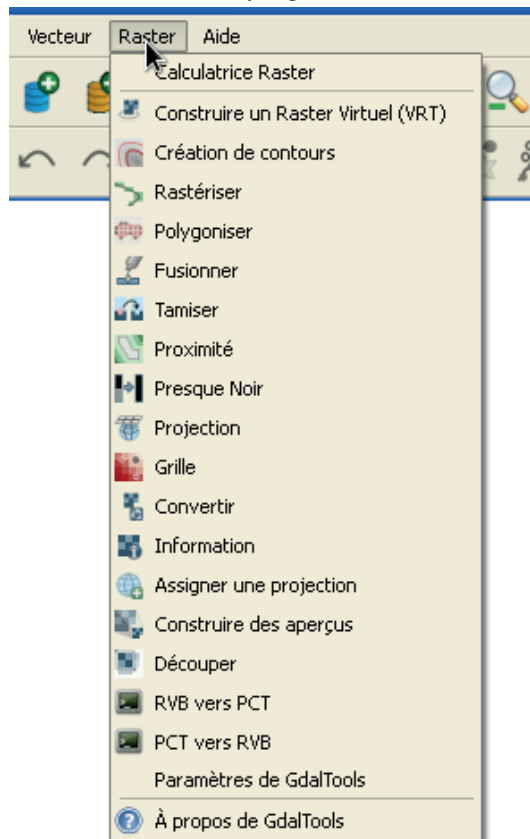 Vecteur Raster Aide
Calculatrice Raster
Construire un Raster Virtuel (VRT)
Création de contours
Rastériser
Polygoniser
Fusionner
Tamiser
Proximité
Presque Noir
Projection
Grille
Convertir
Information
Assigner une projection
Construire des aperçus
Découper
RVB vers PCT
PCT vers RVB
Paramètres de GdalTools
À propos de GdalTools